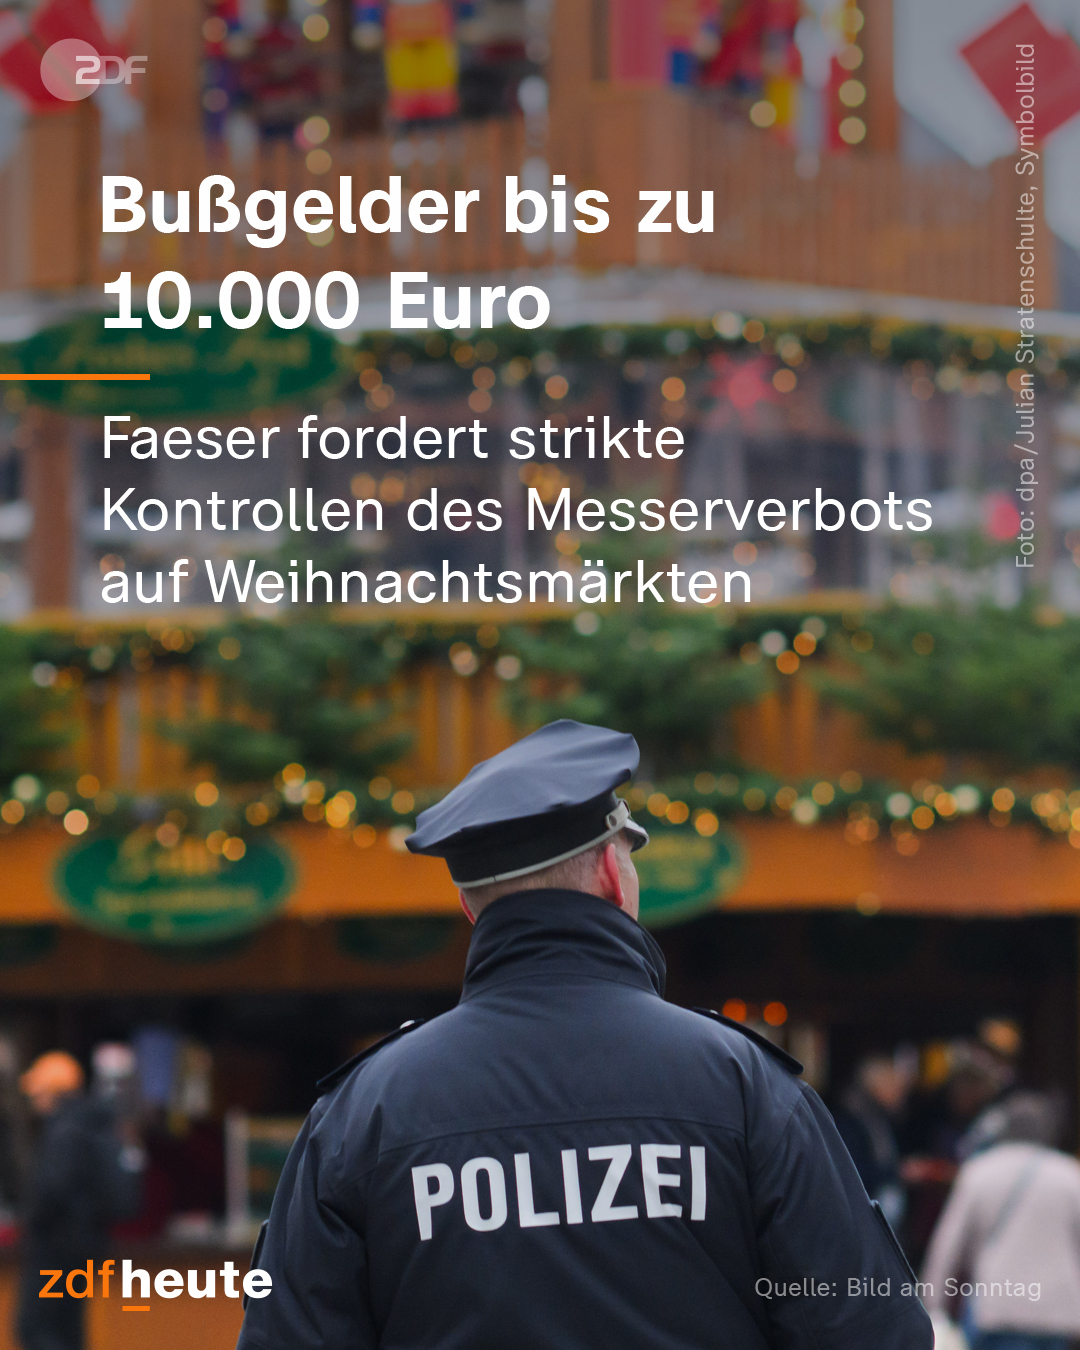 ZDF
Bußgelder bis zu
10.000 Euro
Faeser fordert strikte
Kontrollen des Messerverbots
auf Weihnachtsmärkten
Foto: dpa/Julian Stratenschulte, Symbolbild
POLIZEI
zdfheute
Quelle: Bild am Sonntag